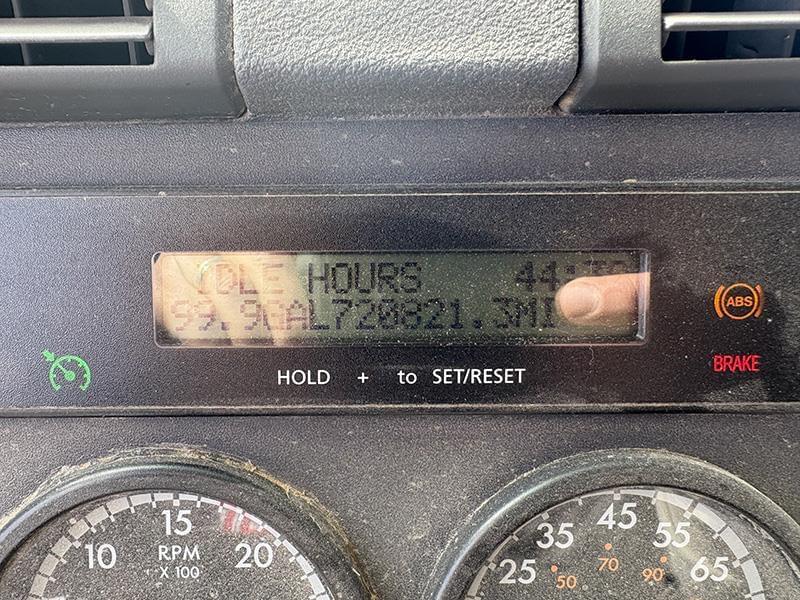 IDLE HOURS 44:
99.9GAL720821.3MI
ABS
BRAKE
HOLD + to SET/RESET
10 15 20
RPM
X 100
25 35 45 55 65
50 70 90